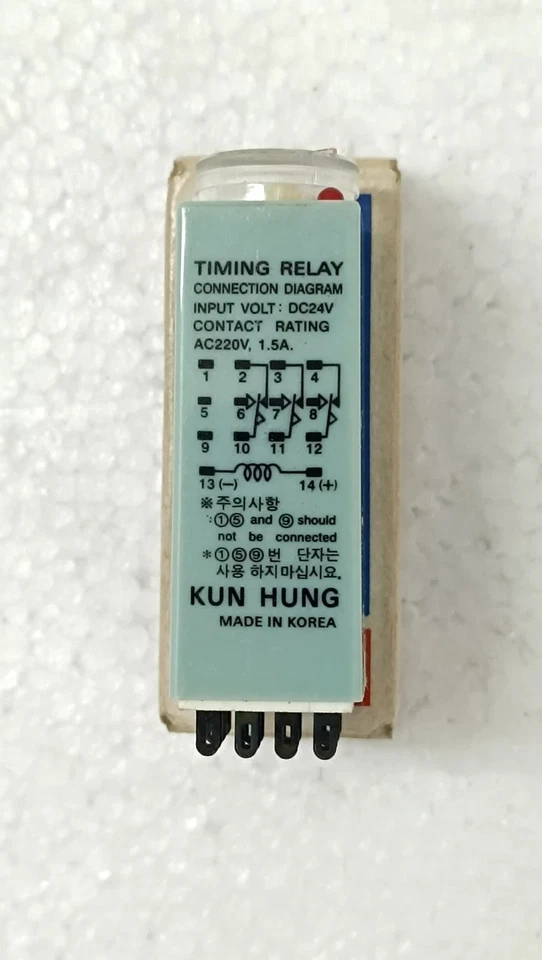 TIMING RELAY
CONNECTION DIAGRAM
INPUT VOLT: DC24V
CONTACT RATING
AC220V, 1.5A.
1 2 3 4
5 6 7 8
9 10 11 12
13 (−) 14 (+)
※주의사항
:①⑤ and ⑨ should
not be connected
*①⑤⑨번 단자는
사용 하지마십시요.
KUN HUNG
MADE IN KOREA